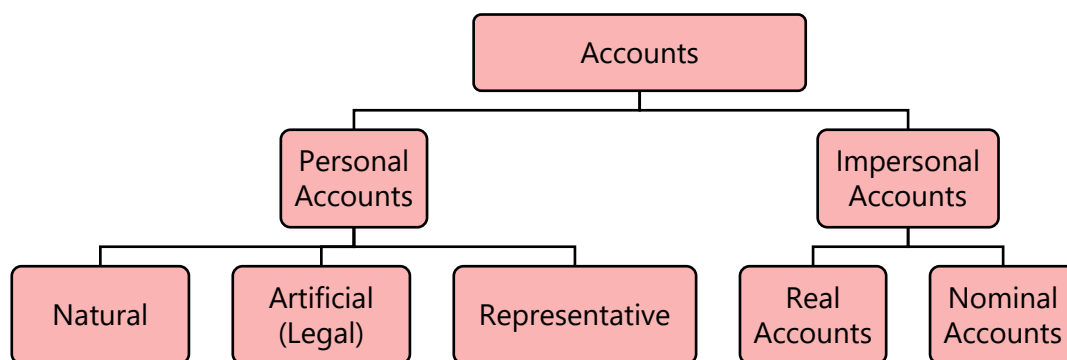 Accounts
Personal
Accounts
Impersonal
Accounts
Natural
Artificial
(Legal)
Representative
Real
Accounts
Nominal
Accounts